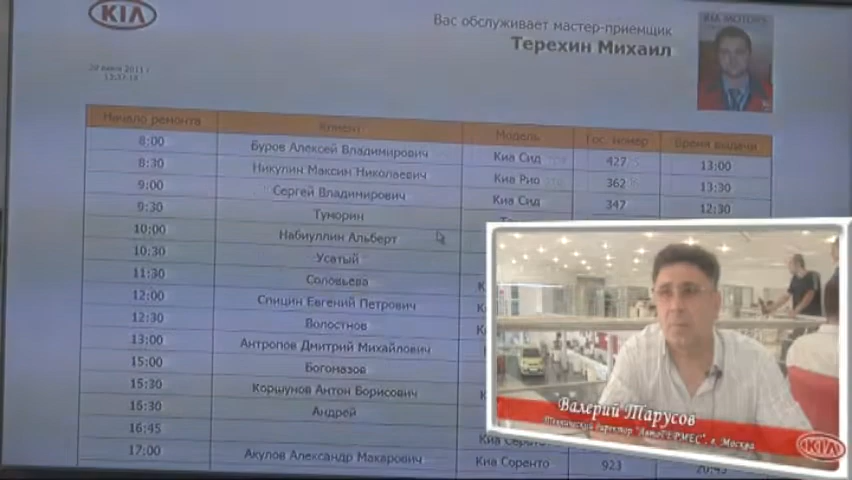 KIA
Вас обслуживает мастер-приемщик
Терехин Михаил
KIA MOTORS
Начало ремонта Клиент Модель Гос. номер Время выдачи
8:00 Буров Алексей Владимирович Киа Сид 427 13:00
8:30 Никулин Максин Николаевич Киа Рио 362 13:30
9:00 Сергей Владимирович Киа Сид 347 12:30
9:30 Туморин
10:00 Набиуллин Альберт
10:30 Усатый
11:30 Соловьева
12:00 Спицин Евгений Петрович
12:30 Волостнов
13:00 Антропов Дмитрий Михайлович
15:00 Богомазов
15:30 Коршунов Антон Борисович
16:30 Андрей
16:45
17:00 Акулов Александр Макарович Киа Соренто 923 20:45
Валерий Тарусов
Технический директор г. Москва
KIA